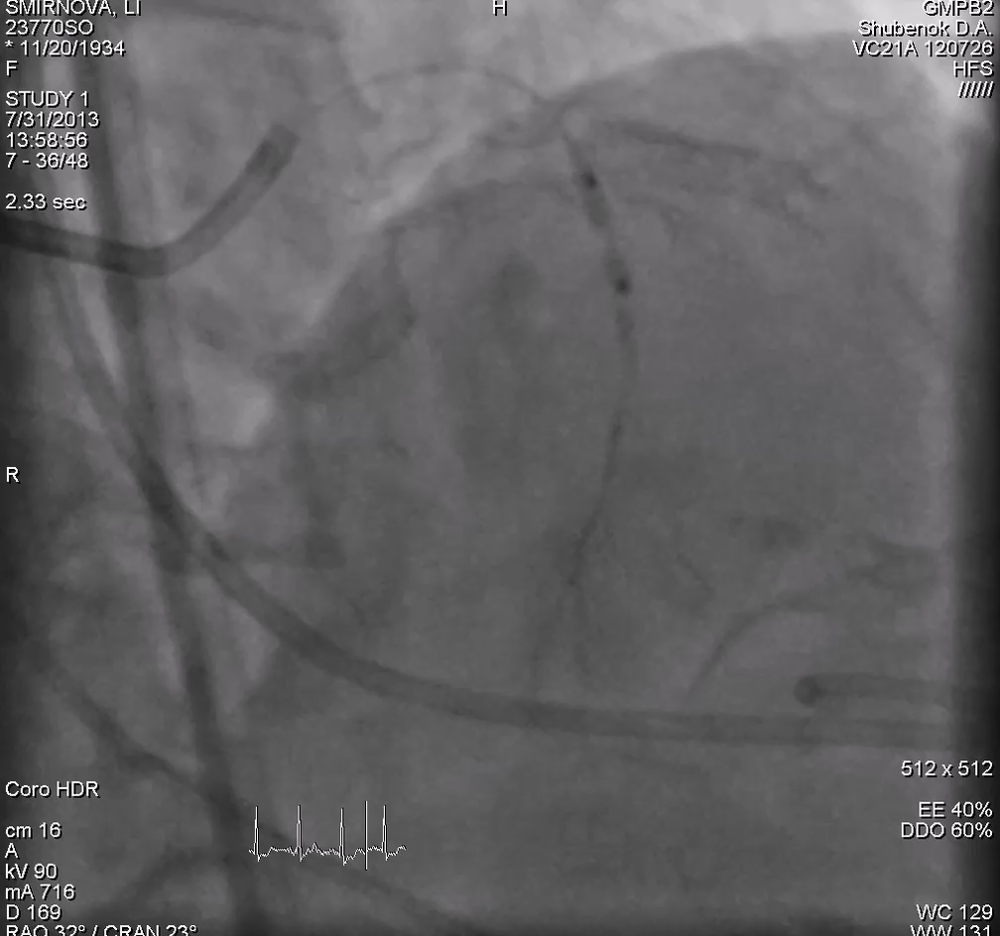 SMIRNOVA, LI
23770SO
* 11/20/1934
F
STUDY 1
7/31/2013
13:58:56
7 - 36/48
2.33 sec
H
GMPB2
Shubenok D.A.
VC21A 120726
HFS
//////
R
Coro HDR
cm 16
A
kV 90
mA 716
D 169
RAO 32° / CRAN 23°
512 x 512
EE 40%
DDO 60%
WC 129
WW 131